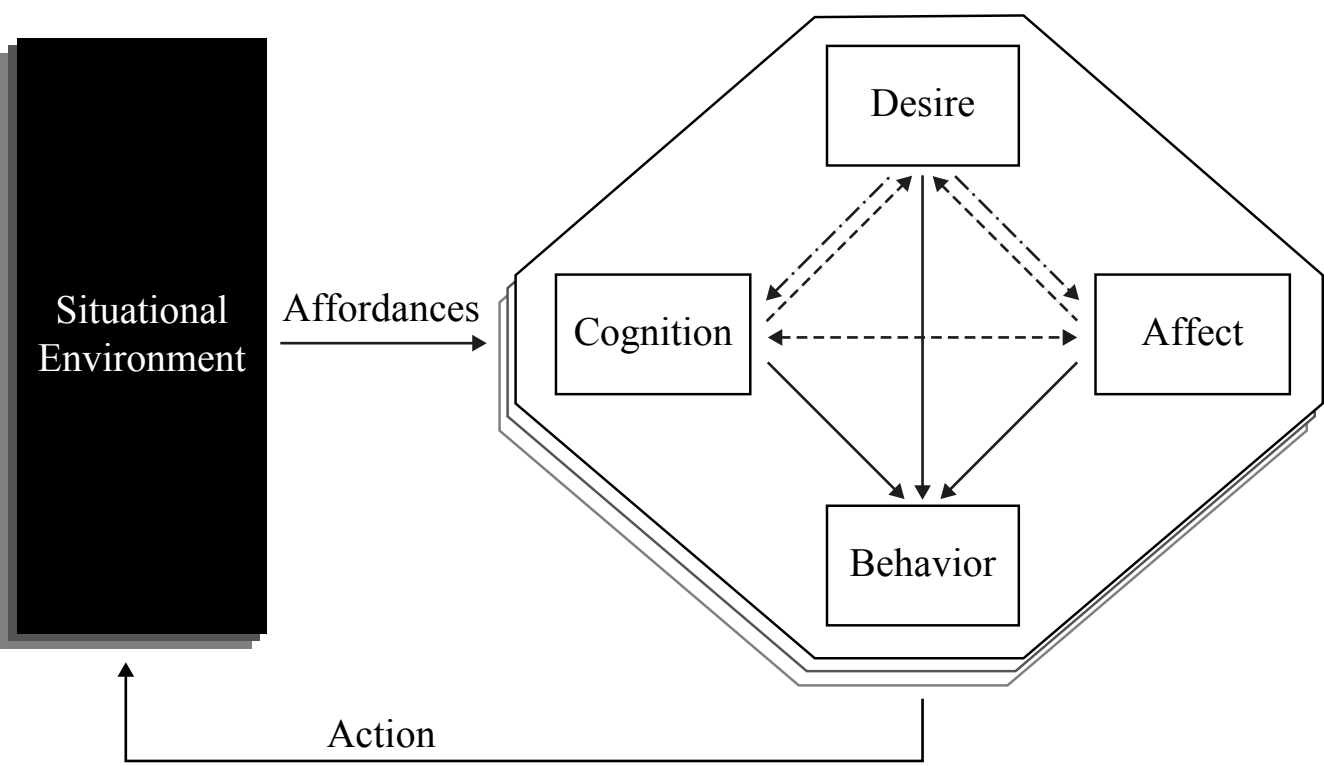 Desire
Situational
Environment
Affordances
Cognition
Affect
Behavior
Action